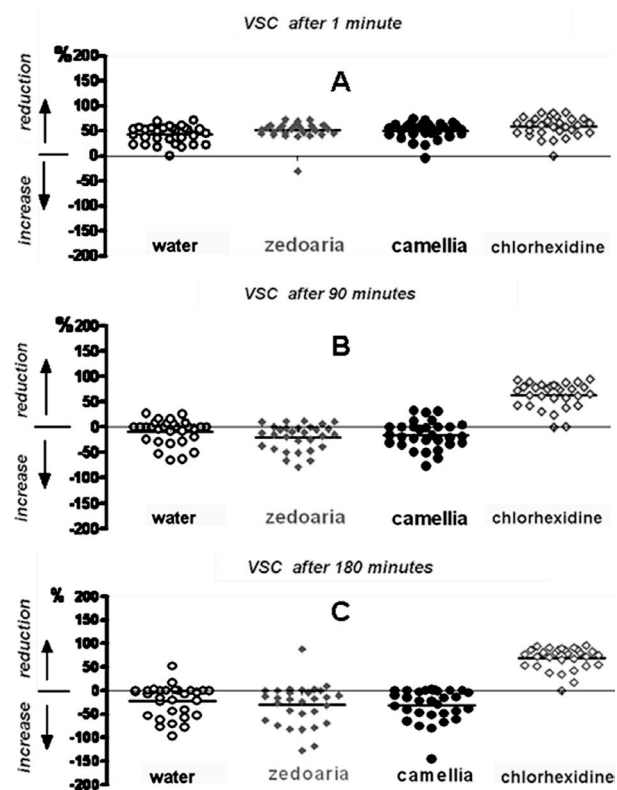 VSC after 1 minute
%
200
150
100
50
0
-50
-100
-150
-200
reduction
increase
A
water zedoaria camellia chlorhexidine
VSC after 90 minutes
%
200
150
100
50
0
-50
-100
-150
-200
reduction
increase
B
water zedoaria camellia chlorhexidine
VSC after 180 minutes
%
200
150
100
50
0
-50
-100
-150
-200
reduction
increase
C
water zedoaria camellia chlorhexidine